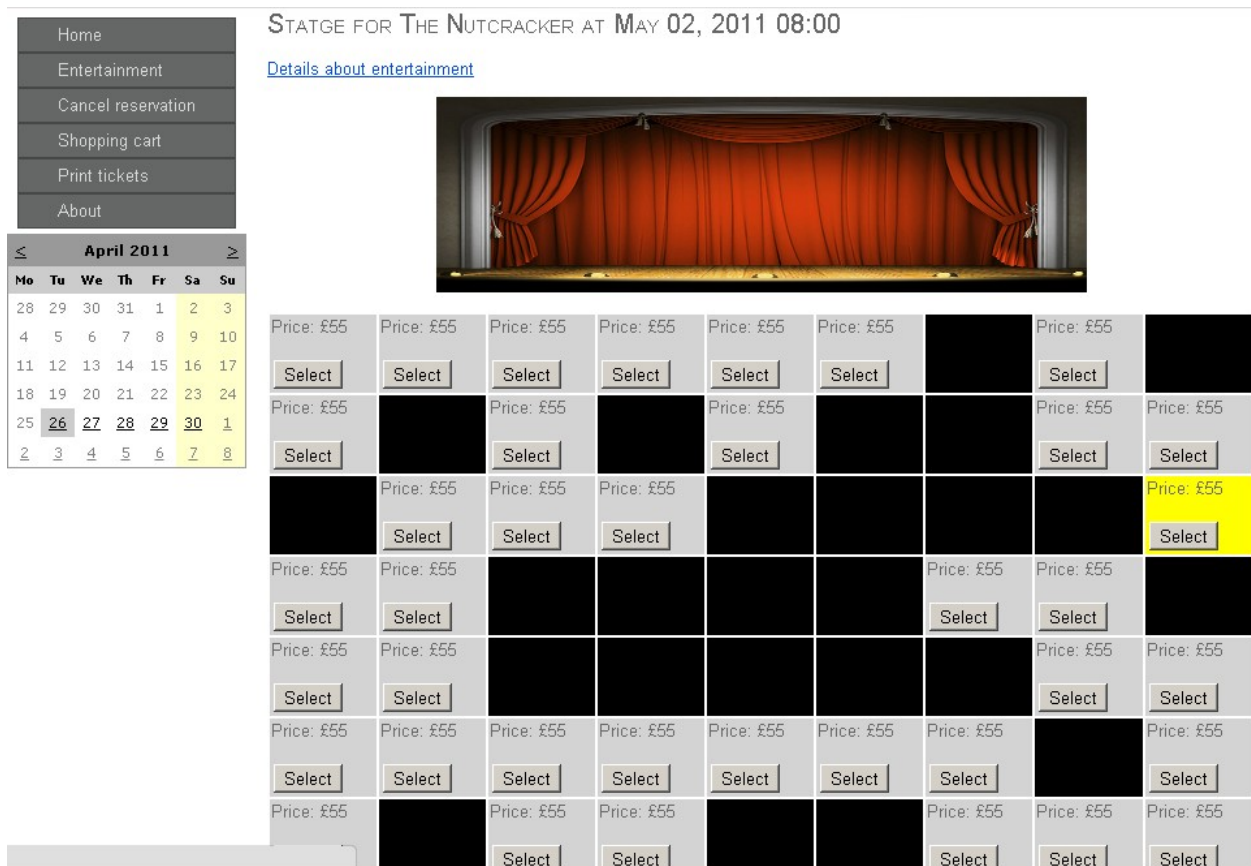 Home
Entertainment
Cancel reservation
Shopping cart
Print tickets
About
< April 2011 >
Mo Tu We Th Fr Sa Su
28 29 30 31 1 2 3
4 5 6 7 8 9 10
11 12 13 14 15 16 17
18 19 20 21 22 23 24
25 26 27 28 29 30 1
2 3 4 5 6 7 8
Statge for The Nutcracker at May 02, 2011 08:00
Details about entertainment
Price: £55 Price: £55 Price: £55 Price: £55 Price: £55 Price: £55 Price: £55
Select Select Select Select Select Select Select
Price: £55 Price: £55 Price: £55 Price: £55 Price: £55
Select Select Select Select Select
Price: £55 Price: £55 Price: £55 Price: £55
Select Select Select Select
Price: £55 Price: £55 Price: £55 Price: £55
Select Select Select Select
Price: £55 Price: £55 Price: £55 Price: £55
Select Select Select Select
Price: £55 Price: £55 Price: £55 Price: £55 Price: £55 Price: £55 Price: £55 Price: £55
Select Select Select Select Select Select Select Select
Price: £55 Price: £55 Price: £55 Price: £55 Price: £55 Price: £55
Select Select Select Select Select